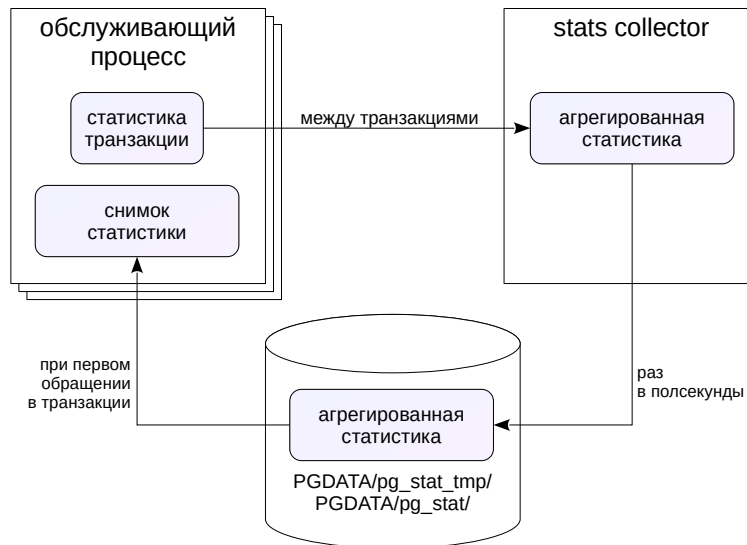 обслуживающий
процесс
stats collector
статистика
транзакции
между транзакциями
агрегированная
статистика
снимок
статистики
при первом
обращении
в транзакции
раз
в полсекунды
агрегированная
статистика
PGDATA/pg_stat_tmp/
PGDATA/pg_stat/